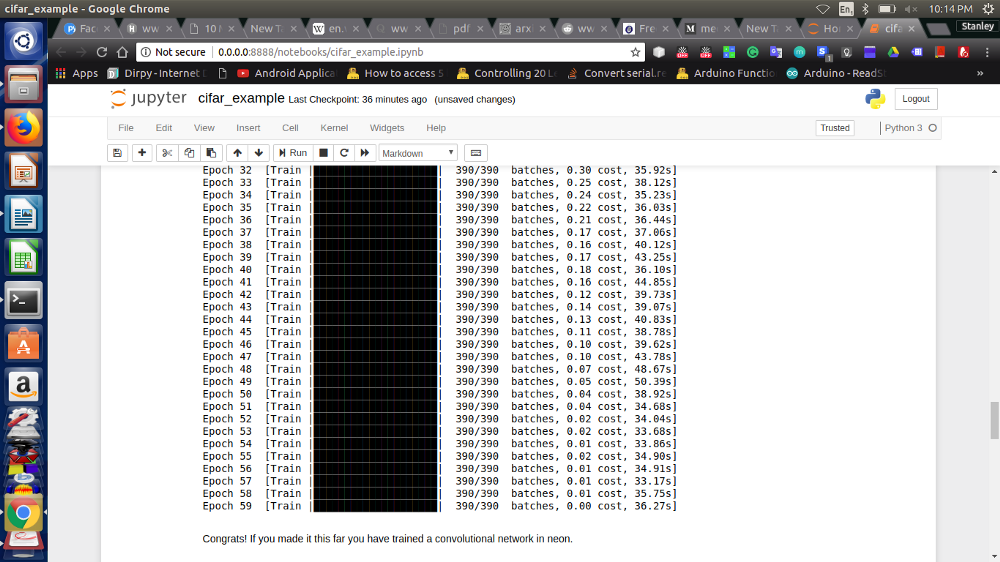 cifar_example - Google Chrome
En
10:14 PM
Fac
ww
10 M
New T
en.
ww
pdf
arx
ww
Fre
me
New Ta
Ho
cifa
Stanley
Not secure
0.0.0.0:8888/notebooks/cifar_example.ipynb
Apps
Dirpy - Internet D
Android Applica
How to access S
Controlling 20 L
Convert serial.re
Arduino Functio
Arduino - ReadS
»
jupyter cifar_example Last Checkpoint: 36 minutes ago (unsaved changes)
Logout
File Edit View Insert Cell Kernel Widgets Help
Trusted
Python 3
Run
Markdown
Epoch 32 [Train | | 390/390 batches, 0.30 cost, 35.92s]
Epoch 33 [Train | | 390/390 batches, 0.25 cost, 38.12s]
Epoch 34 [Train | | 390/390 batches, 0.24 cost, 35.23s]
Epoch 35 [Train | | 390/390 batches, 0.22 cost, 36.03s]
Epoch 36 [Train | | 390/390 batches, 0.21 cost, 36.44s]
Epoch 37 [Train | | 390/390 batches, 0.17 cost, 37.06s]
Epoch 38 [Train | | 390/390 batches, 0.16 cost, 40.12s]
Epoch 39 [Train | | 390/390 batches, 0.17 cost, 43.25s]
Epoch 40 [Train | | 390/390 batches, 0.18 cost, 36.10s]
Epoch 41 [Train | | 390/390 batches, 0.16 cost, 44.85s]
Epoch 42 [Train | | 390/390 batches, 0.12 cost, 39.73s]
Epoch 43 [Train | | 390/390 batches, 0.14 cost, 39.07s]
Epoch 44 [Train | | 390/390 batches, 0.13 cost, 40.83s]
Epoch 45 [Train | | 390/390 batches, 0.11 cost, 38.78s]
Epoch 46 [Train | | 390/390 batches, 0.10 cost, 39.62s]
Epoch 47 [Train | | 390/390 batches, 0.10 cost, 43.78s]
Epoch 48 [Train | | 390/390 batches, 0.07 cost, 48.67s]
Epoch 49 [Train | | 390/390 batches, 0.05 cost, 50.39s]
Epoch 50 [Train | | 390/390 batches, 0.04 cost, 38.92s]
Epoch 51 [Train | | 390/390 batches, 0.04 cost, 34.68s]
Epoch 52 [Train | | 390/390 batches, 0.02 cost, 34.04s]
Epoch 53 [Train | | 390/390 batches, 0.02 cost, 33.68s]
Epoch 54 [Train | | 390/390 batches, 0.01 cost, 33.86s]
Epoch 55 [Train | | 390/390 batches, 0.02 cost, 34.90s]
Epoch 56 [Train | | 390/390 batches, 0.01 cost, 34.91s]
Epoch 57 [Train | | 390/390 batches, 0.01 cost, 33.17s]
Epoch 58 [Train | | 390/390 batches, 0.01 cost, 35.75s]
Epoch 59 [Train | | 390/390 batches, 0.00 cost, 36.27s]
Congrats! If you made it this far you have trained a convolutional network in neon.